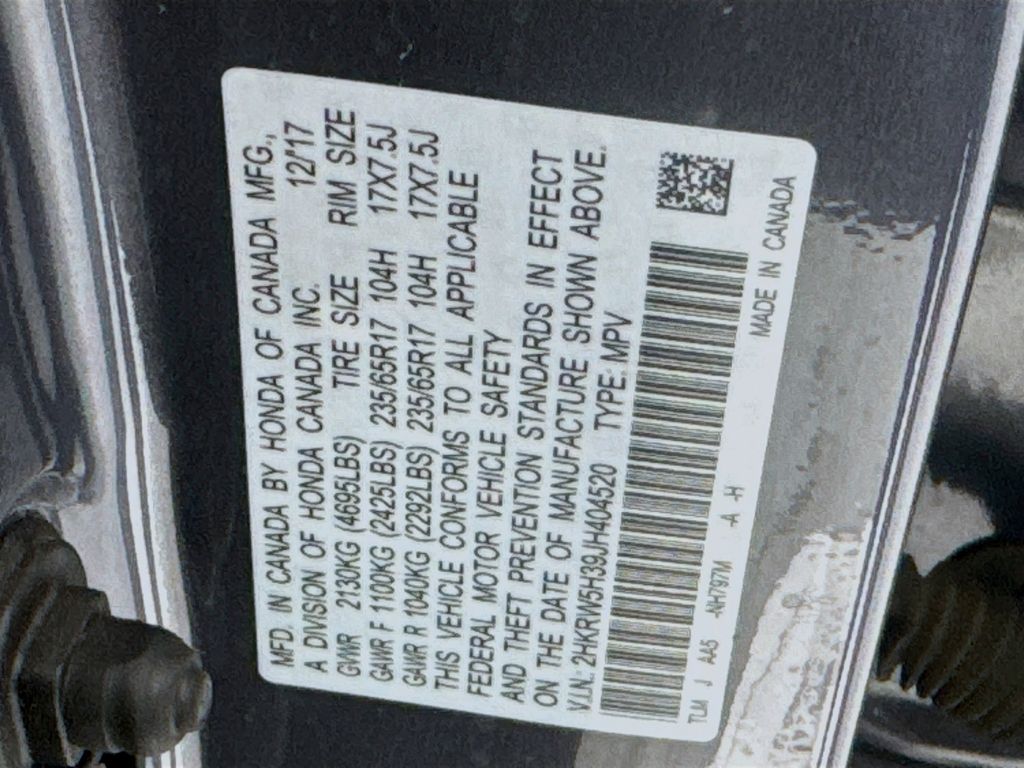 MFD. IN CANADA BY HONDA OF CANADA MFG.,
A DIVISION OF HONDA CANADA INC. 12/17
GWR 2130KG (4695LBS) TIRE SIZE RIM SIZE
GAWR F 1100KG (2425LBS) 235/65R17 104H 17X7.5J
GAWR R 1040KG (2292LBS) 235/65R17 104H 17X7.5J
THIS VEHICLE CONFORMS TO ALL APPLICABLE
FEDERAL MOTOR VEHICLE SAFETY
AND THEFT PREVENTION STANDARDS IN EFFECT
ON THE DATE OF MANUFACTURE SHOWN ABOVE.
V.I.N.: 2HKRW5H39JH404520 TYPE: MPV
TLM J AA5 -NH797M -A -H
MADE IN CANADA